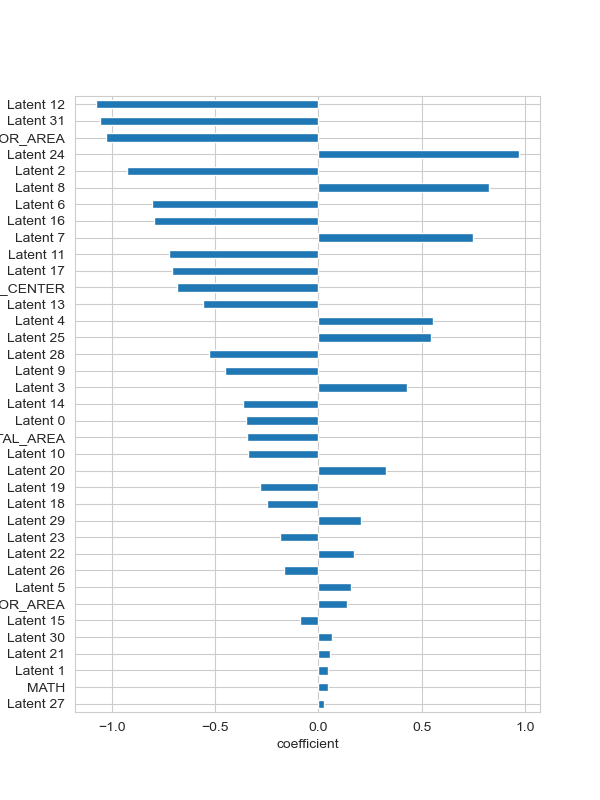 Latent 12
Latent 31
OR_AREA
Latent 24
Latent 2
Latent 8
Latent 6
Latent 16
Latent 7
Latent 11
Latent 17
_CENTER
Latent 13
Latent 4
Latent 25
Latent 28
Latent 9
Latent 3
Latent 14
Latent 0
TAL_AREA
Latent 10
Latent 20
Latent 19
Latent 18
Latent 29
Latent 23
Latent 22
Latent 26
Latent 5
OR_AREA
Latent 15
Latent 30
Latent 21
Latent 1
MATH
Latent 27
−1.0 −0.5 0.0 0.5 1.0
coefficient